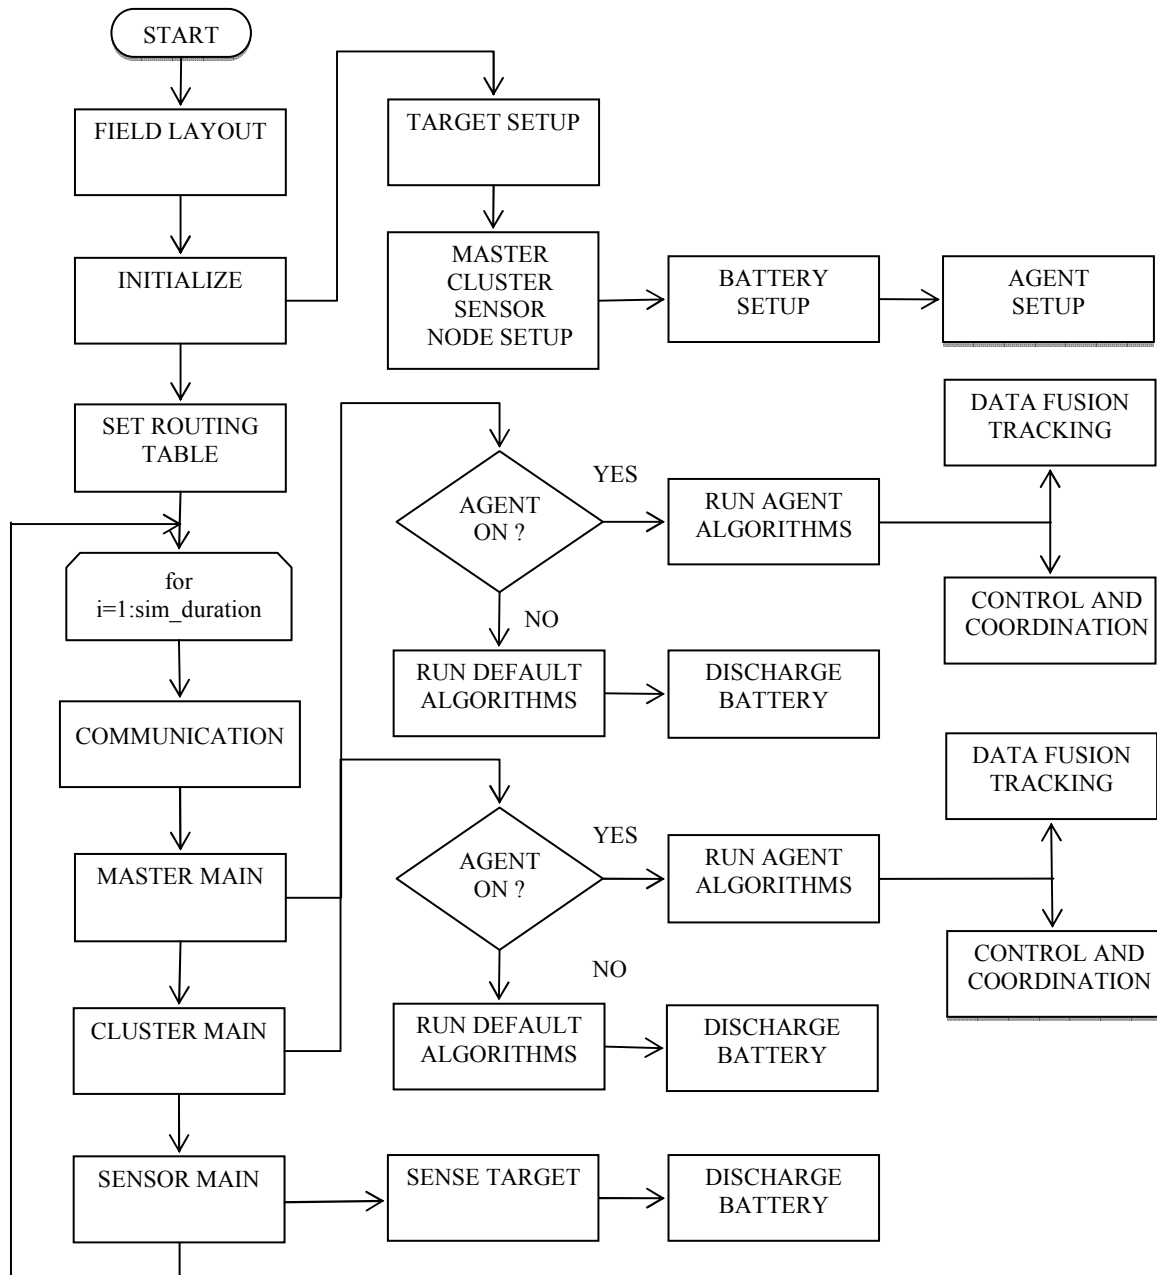 START
FIELD LAYOUT
INITIALIZE
SET ROUTING
TABLE
for
i=1:sim_duration
COMMUNICATION
MASTER MAIN
CLUSTER MAIN
SENSOR MAIN
TARGET SETUP
MASTER
CLUSTER
SENSOR
NODE SETUP
BATTERY
SETUP
AGENT
SETUP
AGENT
ON ?
YES
RUN AGENT
ALGORITHMS
DATA FUSION
TRACKING
CONTROL AND
COORDINATION
NO
RUN DEFAULT
ALGORITHMS
DISCHARGE
BATTERY
AGENT
ON ?
YES
RUN AGENT
ALGORITHMS
DATA FUSION
TRACKING
CONTROL AND
COORDINATION
NO
RUN DEFAULT
ALGORITHMS
DISCHARGE
BATTERY
SENSE TARGET
DISCHARGE
BATTERY